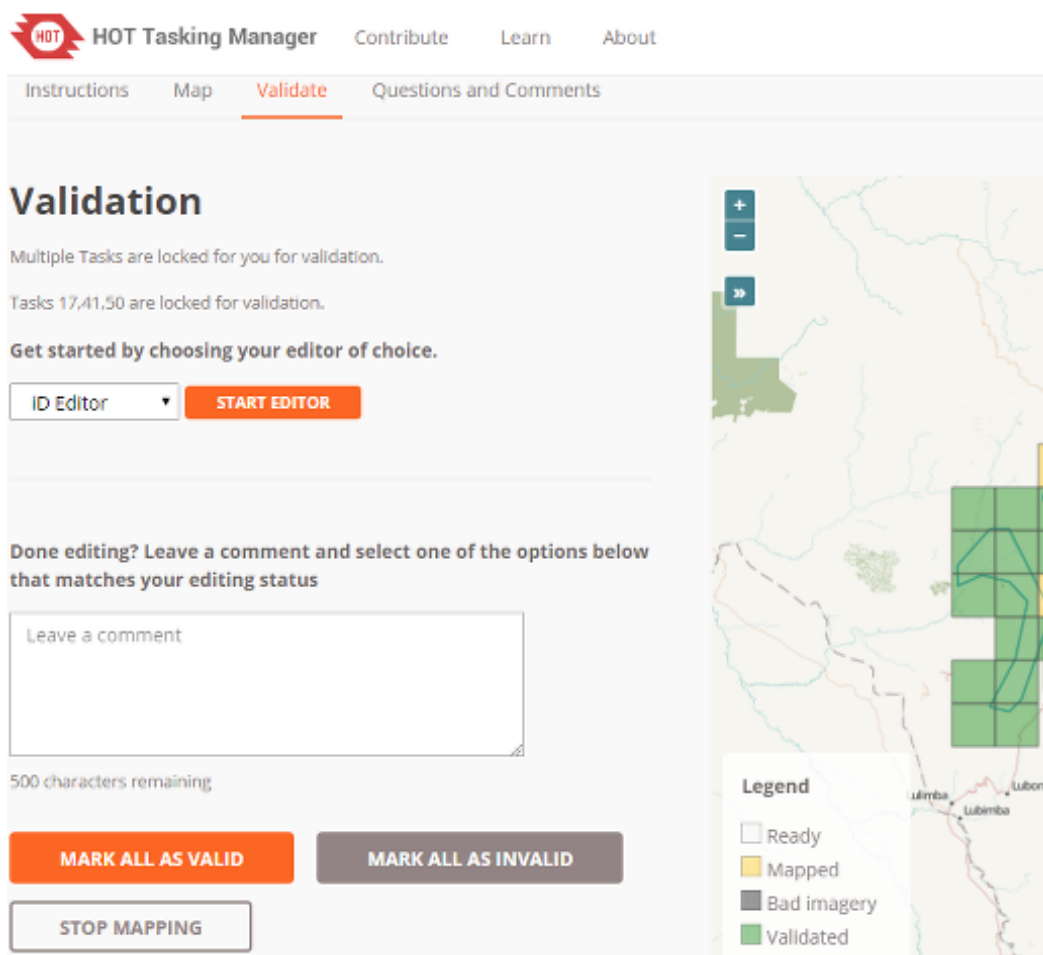 HOT
HOT Tasking Manager Contribute Learn About
Instructions Map Validate Questions and Comments
Validation
Multiple Tasks are locked for you for validation.
Tasks 17,41,50 are locked for validation.
Get started by choosing your editor of choice.
iD Editor START EDITOR
Done editing? Leave a comment and select one of the options below
that matches your editing status
Leave a comment
500 characters remaining
MARK ALL AS VALID MARK ALL AS INVALID
STOP MAPPING
+
−
»
Legend
Ready
Mapped
Bad imagery
Validated
Lulimba
Lubimba
Lubon